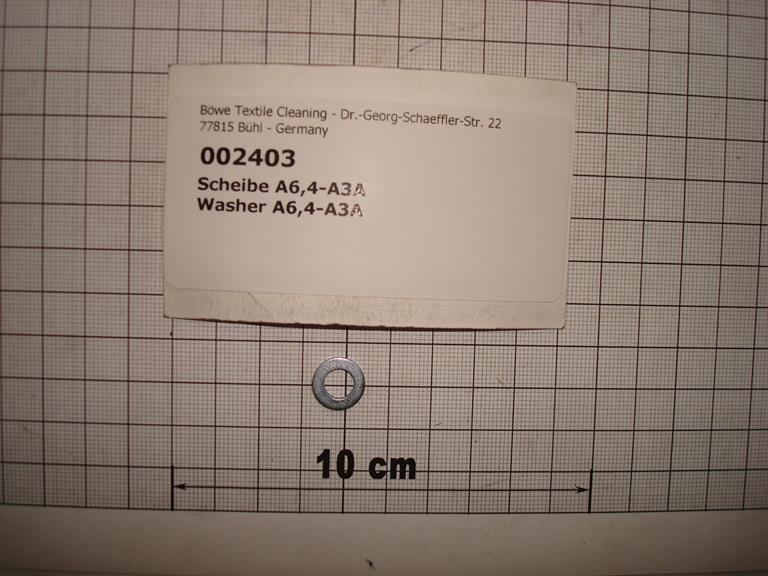 Böwe Textile Cleaning - Dr.-Georg-Schaeffler-Str. 22
77815 Bühl - Germany
002403
Scheibe A6,4-A3A
Washer A6,4-A3A
10 cm